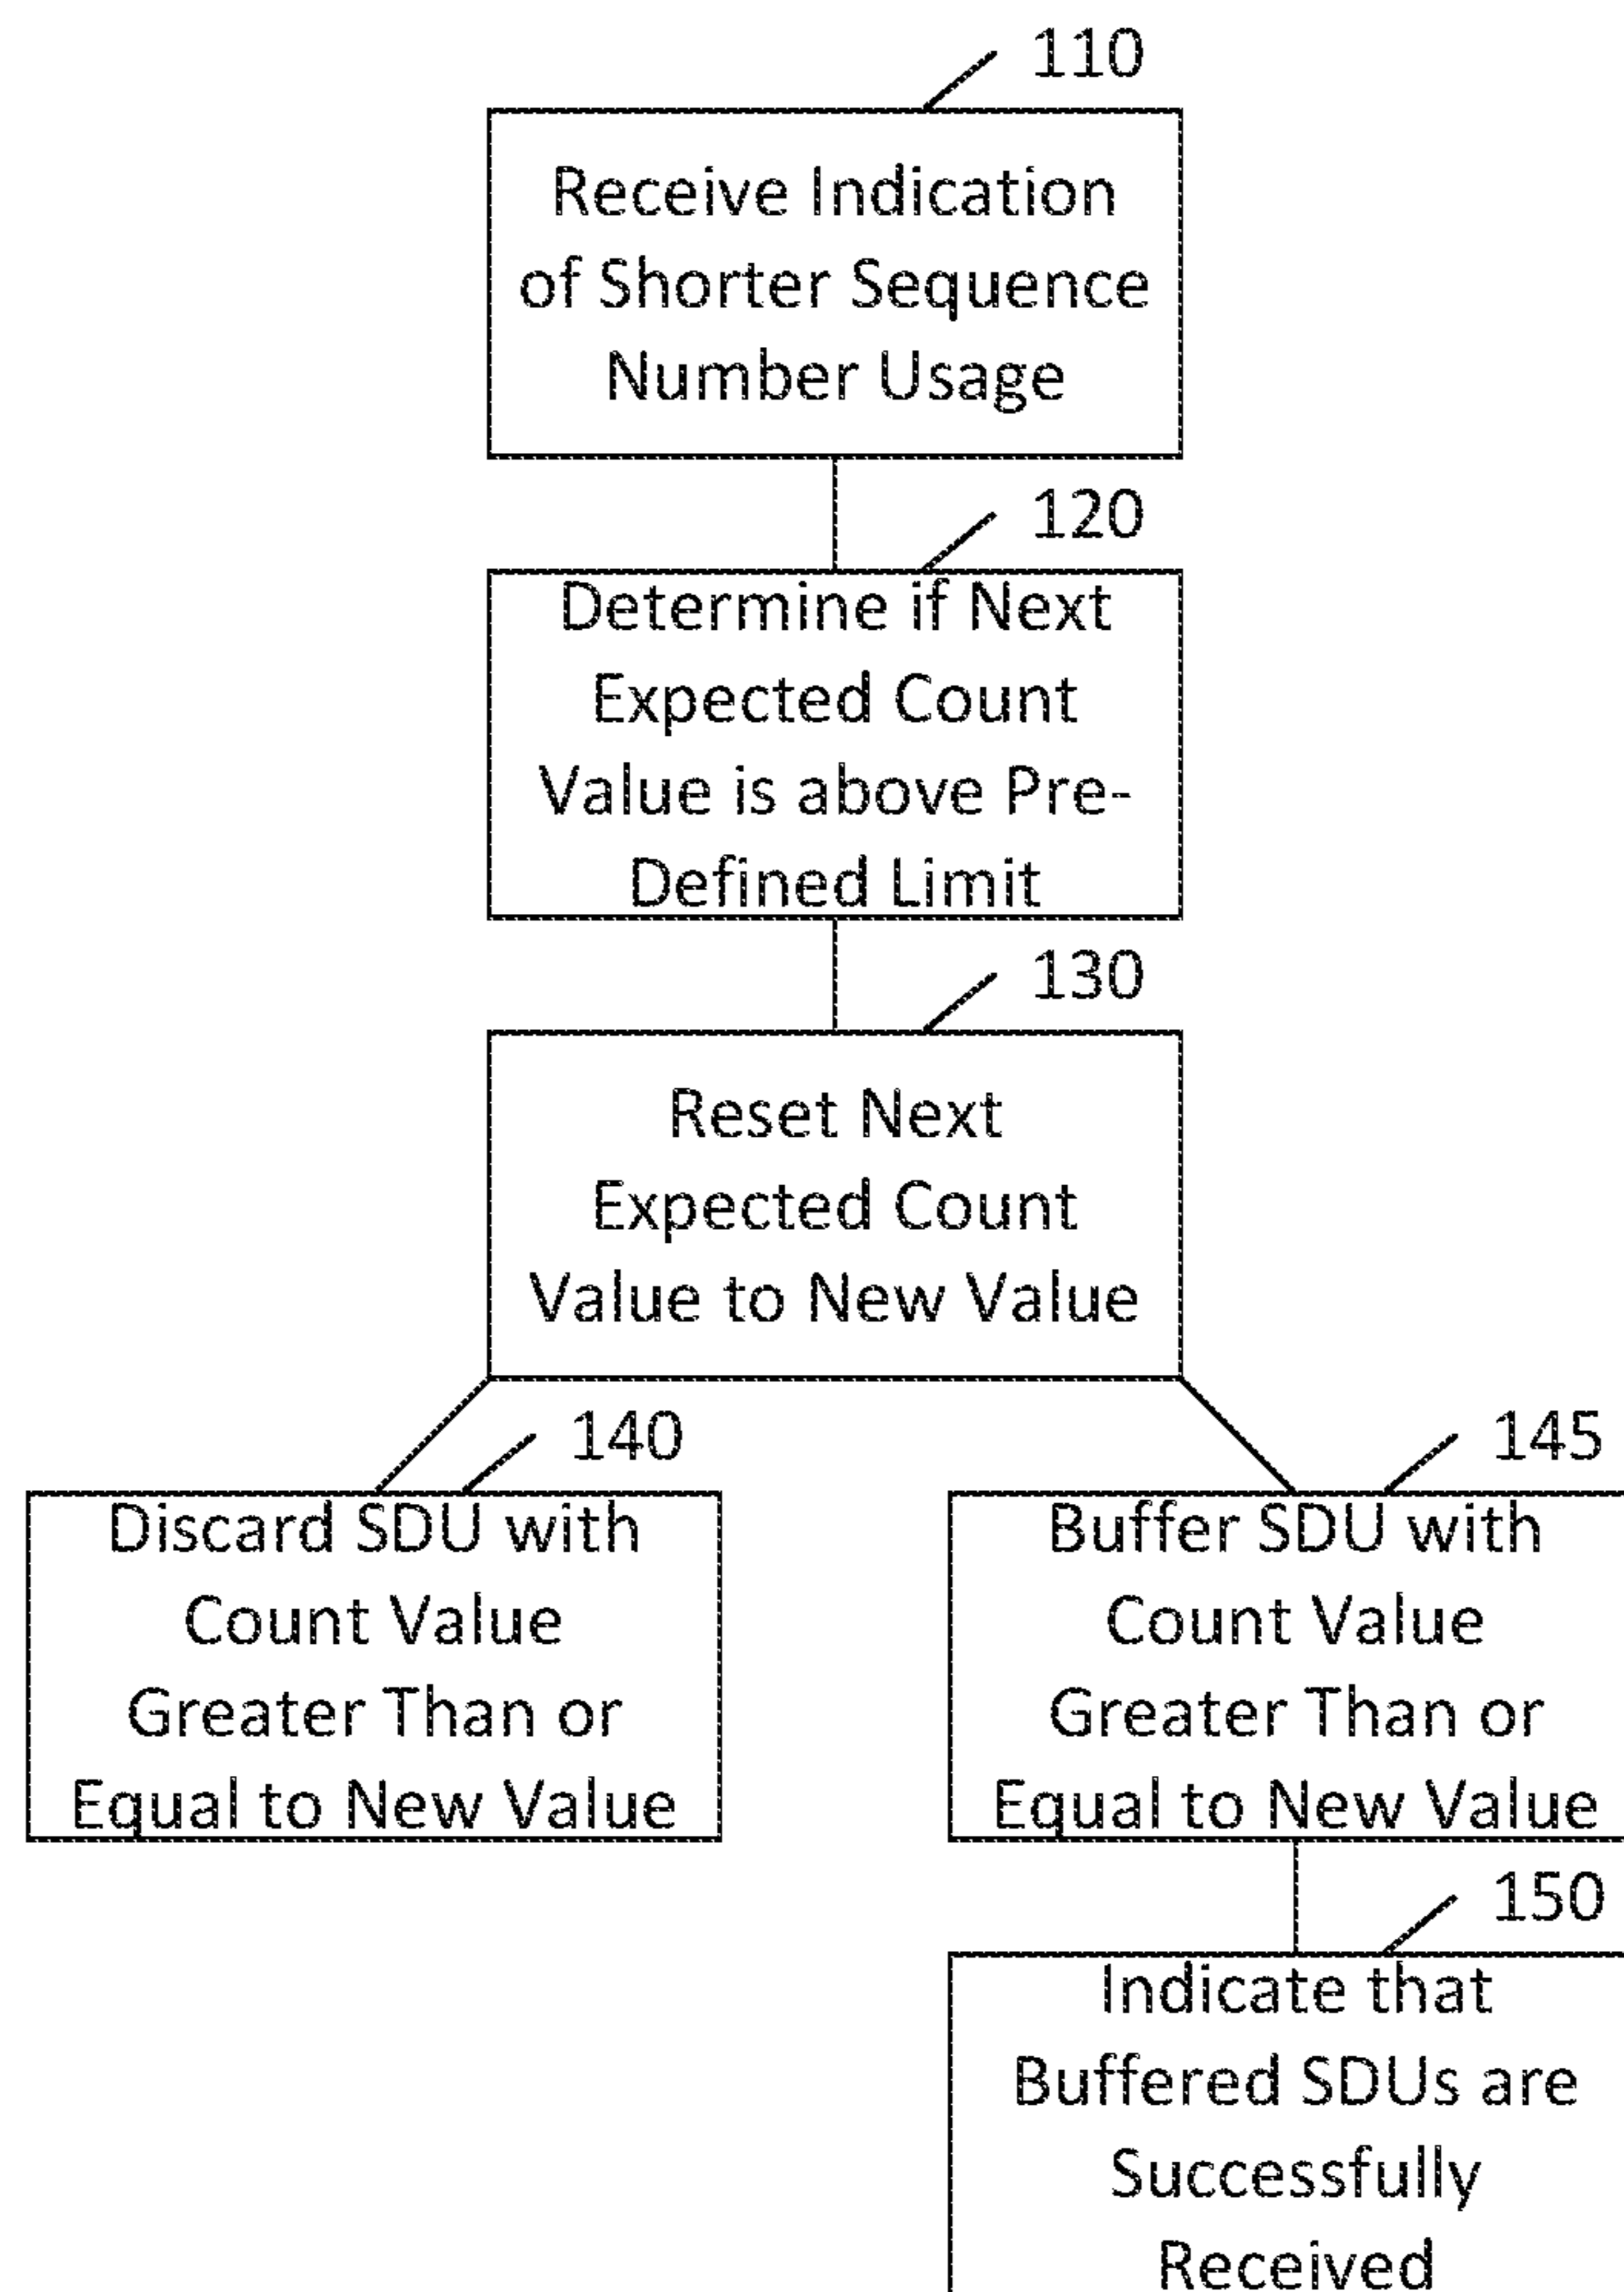 110
Receive Indication
of Shorter Sequence
Number Usage
120
Determine if Next
Expected Count
Value is above Pre-
Defined Limit
130
Reset Next
Expected Count
Value to New Value
140
Discard SDU with
Count Value
Greater Than or
Equal to New Value
145
Buffer SDU with
Count Value
Greater Than or
Equal to New Value
150
Indicate that
Buffered SDUs are
Successfully
Received